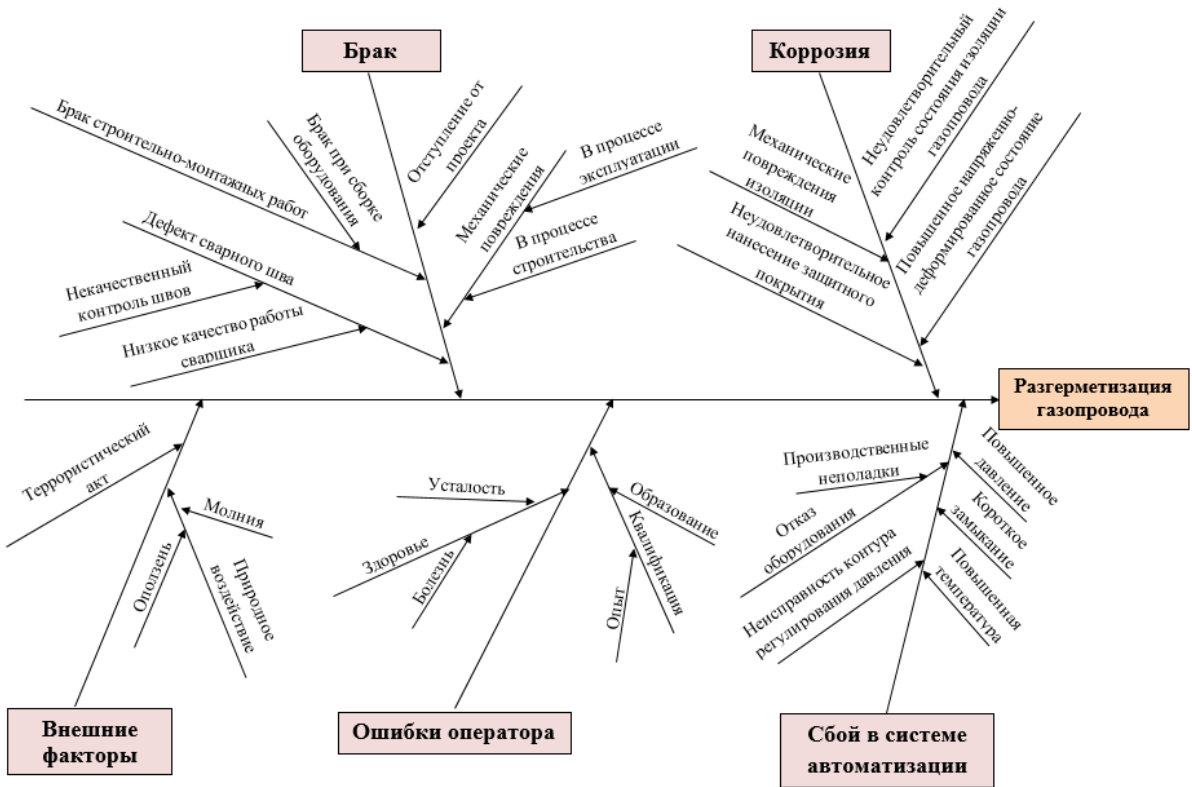 Брак
Коррозия
Брак строительно-монтажных работ
Брак при сборке
оборудования
Отступление от
проекта
Механические
повреждения
В процессе
эксплуатации
В процессе
строительства
Дефект сварного шва
Некачественный
контроль швов
Низкое качество работы
сварщика
Механические
повреждения
изоляции
Неудовлетворительный
контроль состояния изоляции
газопровода
Неудовлетворительное
нанесение защитного
покрытия
Повышенное напряженно-
деформированное состояние
газопровода
Разгерметизация
газопровода
Террористический
акт
Молния
Оползень
Природное
воздействие
Усталость
Здоровье
Болезнь
Образование
Квалификация
Опыт
Производственные
неполадки
Отказ
оборудования
Неисправность контура
регулирования давления
Повышенное
давление
Короткое
замыкание
Повышенная
температура
Внешние
факторы
Ошибки оператора
Сбой в системе
автоматизации